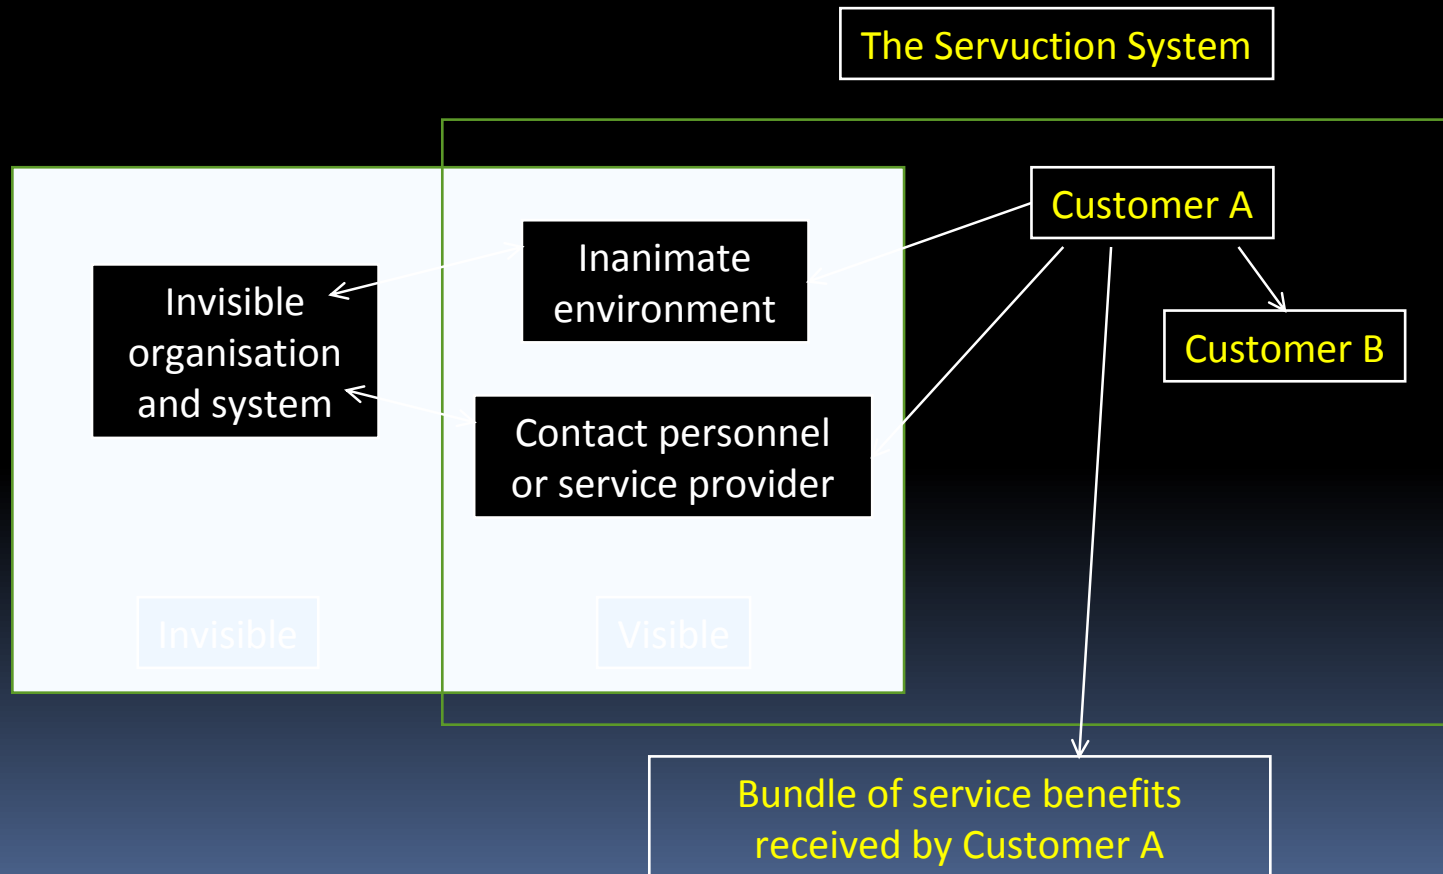 The Servuction System
Customer A
Inanimate
environment
Invisible
organisation
and system
Customer B
Contact personnel
or service provider
Invisible
Visible
Bundle of service benefits
received by Customer A